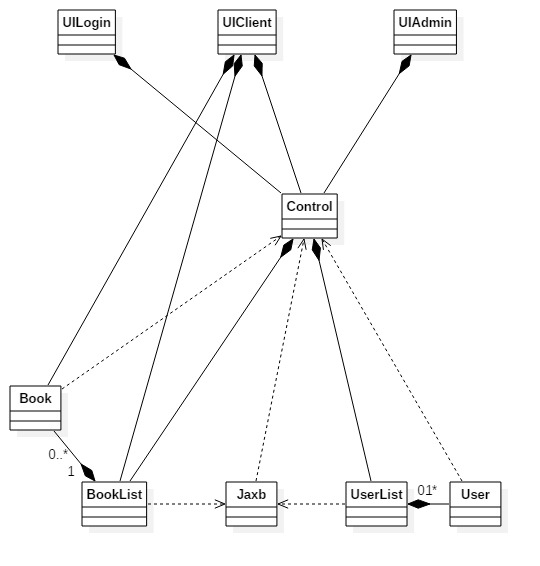 UILogin
UIClient
UIAdmin
Control
Book
0..*
1
BookList
Jaxb
UserList
01*
User